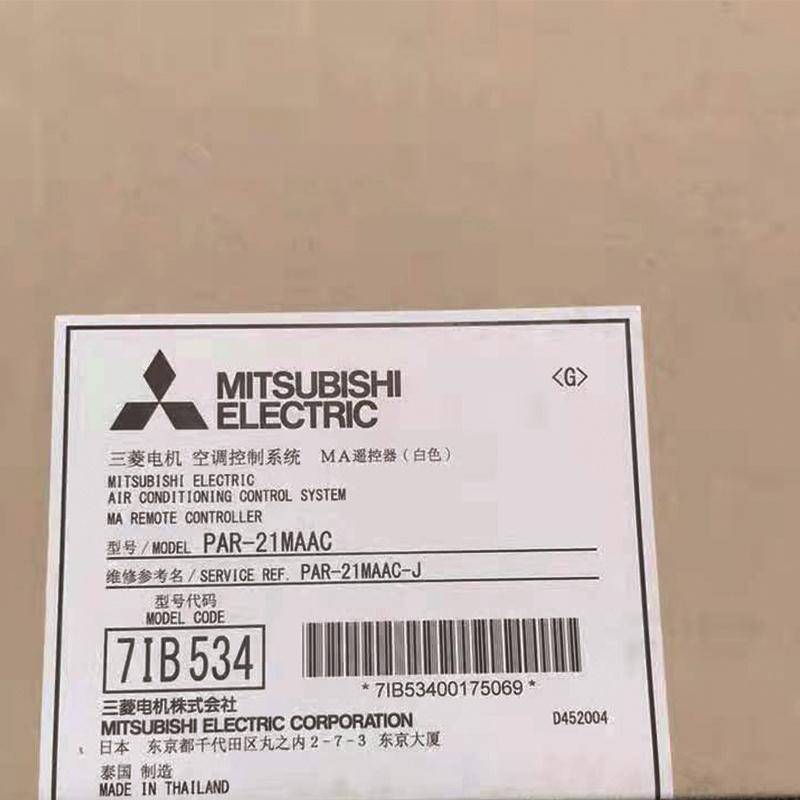 MITSUBISHI
ELECTRIC
<G>
三菱电机 空调控制系统 MA遥控器(白色)
MITSUBISHI ELECTRIC
AIR CONDITIONING CONTROL SYSTEM
MA REMOTE CONTROLLER
型号/MODEL PAR-21MAAC
维修参考名/SERVICE REF. PAR-21MAAC-J
型号代码
MODEL CODE
7IB534
*7IB53400175069*
三菱电机株式会社
MITSUBISHI ELECTRIC CORPORATION
D452004
日本 东京都千代田区丸之内2-7-3 东京大厦
泰国 制造
MADE IN THAILAND